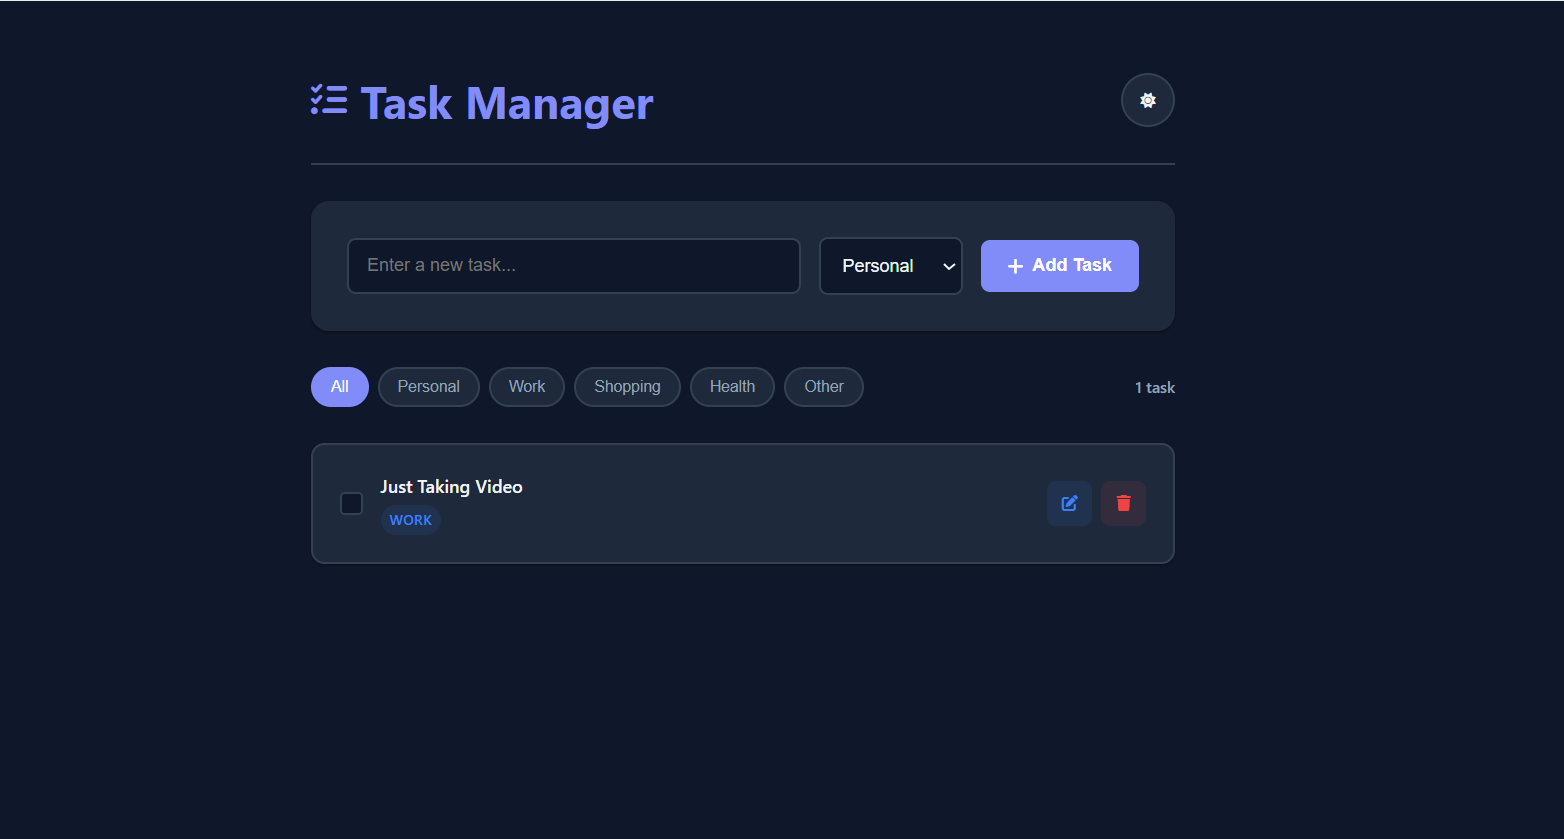 Task Manager
Enter a new task... Personal Add Task
All Personal Work Shopping Health Other 1 task
Just Taking Video
WORK